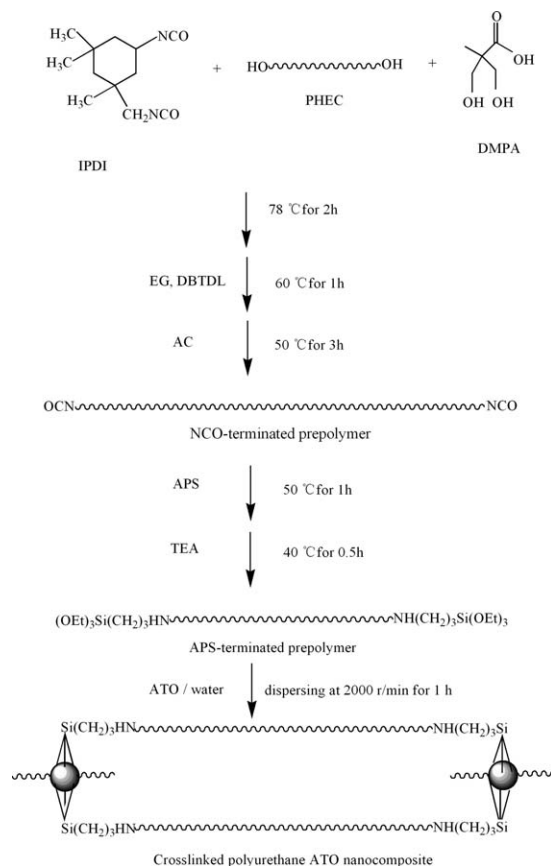 NCO
H₃C
H₃C
H₃C
CH₂NCO
IPDI
+
HO OH
PHEC
+
O
OH
OH OH
DMPA
78 ℃for 2h
EG, DBTDL 60 ℃for 1h
AC 50 ℃for 3h
OCN NCO
NCO-terminated prepolymer
APS 50 ℃for 1h
TEA 40 ℃for 0.5h
(OEt)₃Si(CH₂)₃HN NH(CH₂)₃Si(OEt)₃
APS-terminated prepolymer
ATO / water dispersing at 2000 r/min for 1 h
Si(CH₂)₃HN NH(CH₂)₃Si
Si(CH₂)₃HN NH(CH₂)₃Si
Crosslinked polyurethane ATO nanocomposite